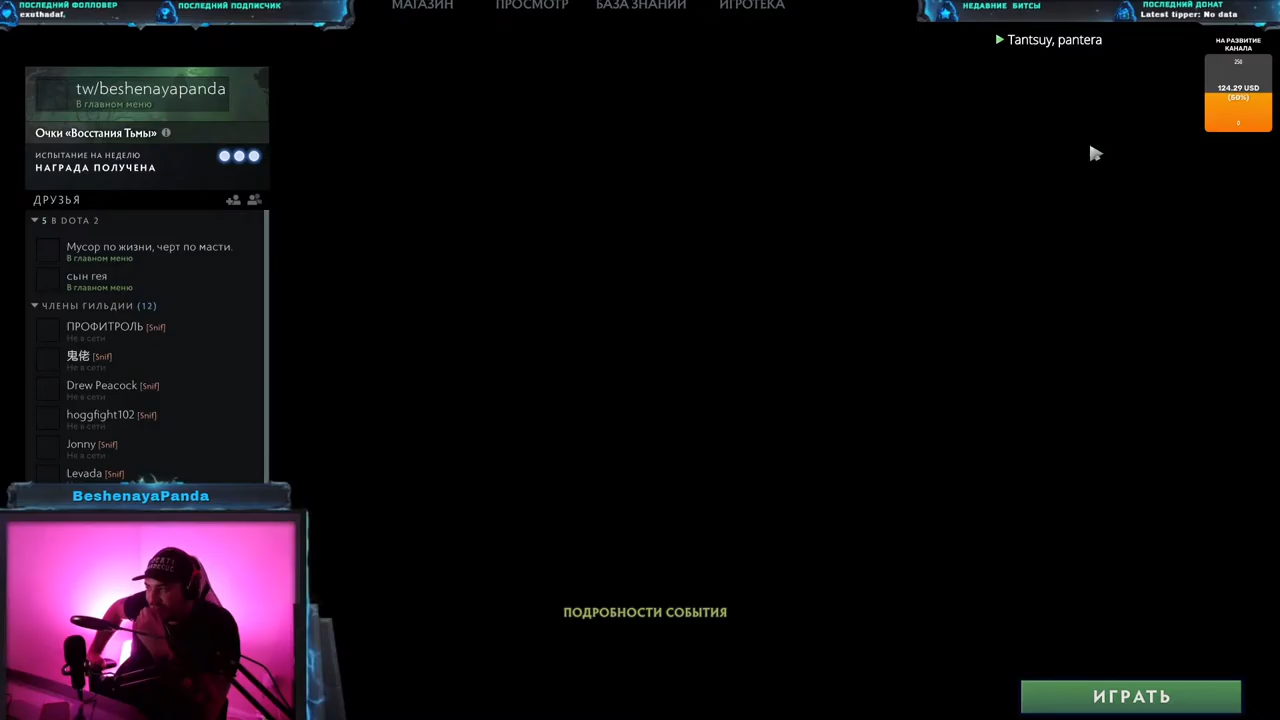 ПОСЛЕДНИЙ ФОЛЛОВЕР
exuthadaf.
ПОСЛЕДНИЙ ПОДПИСЧИК
МАГАЗИН
ПРОСМОТР
БАЗА ЗНАНИЙ
ИГРОТЕКА
НЕДАВНИЕ БИТСЫ
ПОСЛЕДНИЙ ДОНАТ
Latest tipper: No data
Tantsuy, pantera
НА РАЗВИТИЕ
КАНАЛА
250
124.29 USD
(50%)
0
tw/beshenayapanda
В главном меню
Очки «Восстания Тьмы»
ИСПЫТАНИЕ НА НЕДЕЛЮ
НАГРАДА ПОЛУЧЕНА
ДРУЗЬЯ
5 В DOTA 2
Мусор по жизни, черт по масти.
В главном меню
сын гея
В главном меню
ЧЛЕНЫ ГИЛЬДИИ (12)
ПРОФИТРОЛЬ [Snif]
Не в сети
鬼佬 [Snif]
Не в сети
Drew Peacock [Snif]
Не в сети
hoggfight102 [Snif]
Не в сети
Jonny [Snif]
Не в сети
Levada [Snif]
BeshenayaPanda
ПОДРОБНОСТИ СОБЫТИЯ
ИГРАТЬ